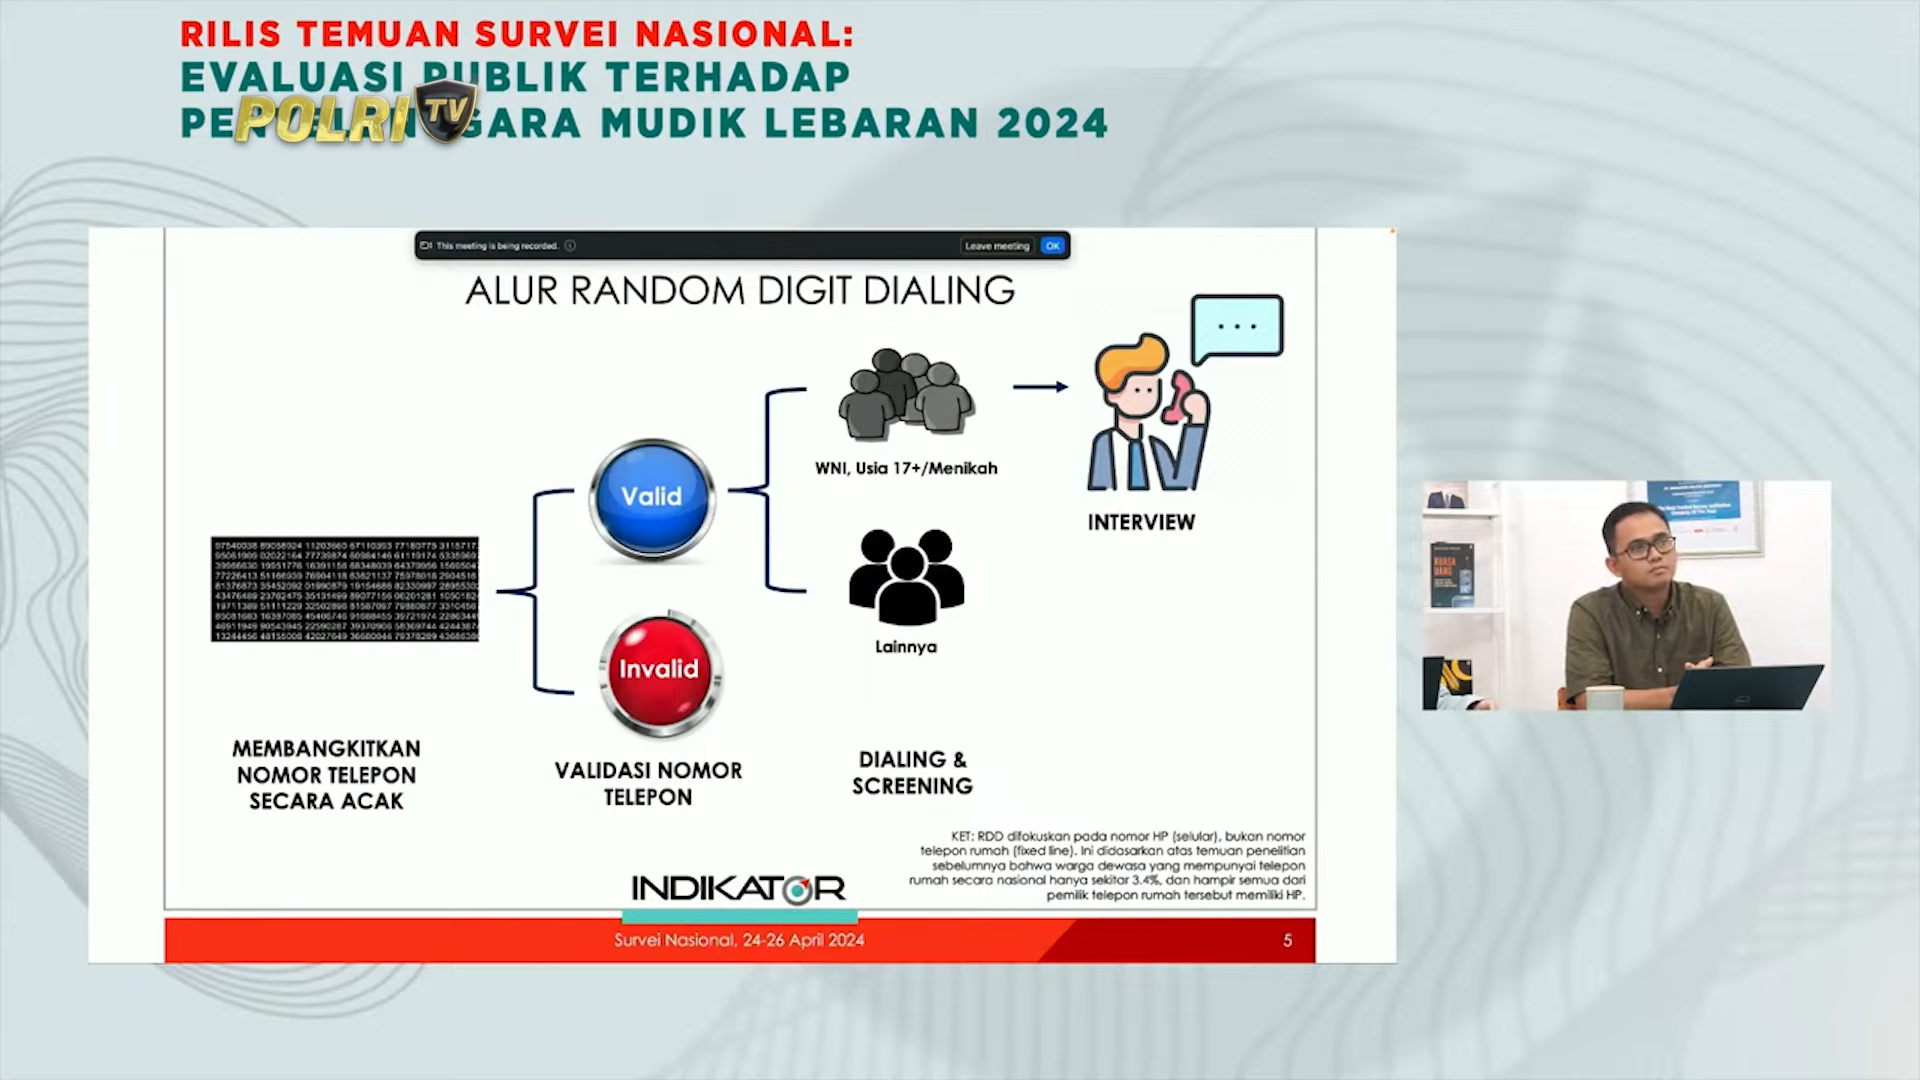 RILIS TEMUAN SURVEI NASIONAL:
EVALUASI PUBLIK TERHADAP
GARA MUDIK LEBARAN 2024
POLRI TV
This meeting is being recorded.
Leave meeting
OK
ALUR RANDOM DIGIT DIALING
WNI, Usia 17+/Menikah
INTERVIEW
Valid
Invalid
Lainnya
MEMBANGKITKAN
NOMOR TELEPON
SECARA ACAK
VALIDASI NOMOR
TELEPON
DIALING &
SCREENING
KET: RDD difokuskan pada nomor HP (selular), bukan nomor
telepon rumah (fixed line). Ini didasarkan atas temuan penelitian
sebelumnya bahwa warga dewasa yang mempunyai telepon
rumah secara nasional hanya sekitar 3.4%, dan hampir semua dari
pemilik telepon rumah tersebut memiliki HP.
INDIKATOR
Survei Nasional, 24-26 April 2024
5
KUASA
UANG